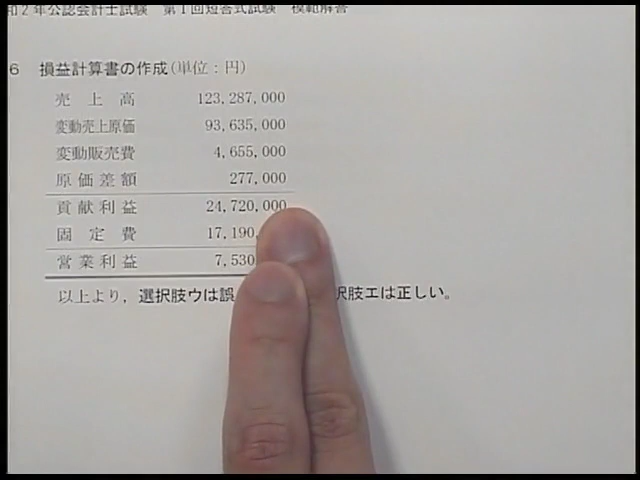 2年公認会計士試験 第1回短答式試験 模範解答
6 損益計算書の作成(単位:円)
売上高 123,287,000
変動売上原価 93,635,000
変動販売費 4,655,000
原価差額 277,000
貢献利益 24,720,000
固定費 17,190,
営業利益 7,530
以上より，選択肢ウは誤 択肢エは正しい。